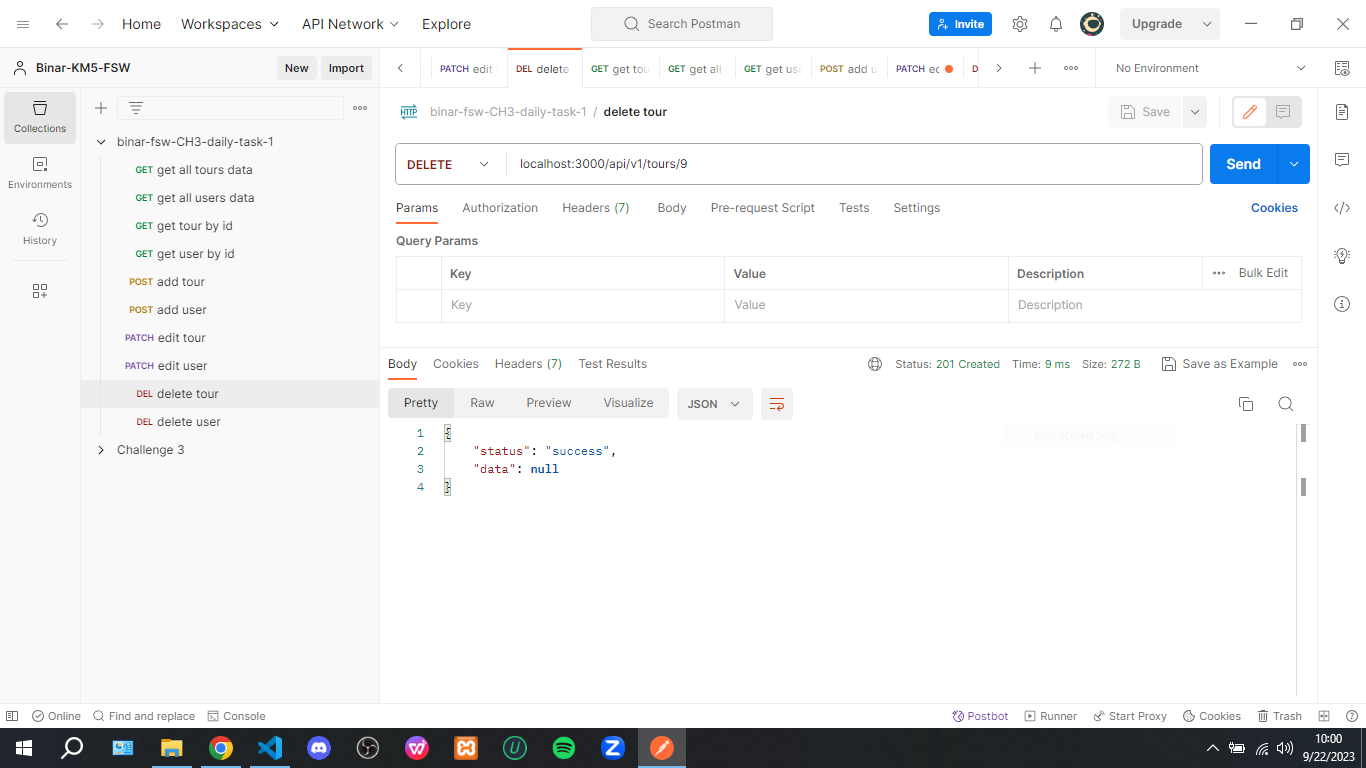 Home Workspaces API Network Explore Search Postman Invite Upgrade
Binar-KM5-FSW New Import PATCH edit DEL delete GET get tou GET get all GET get us POST add u PATCH ec D No Environment
Collections
Environments
History
binar-fsw-CH3-daily-task-1
GET get all tours data
GET get all users data
GET get tour by id
GET get user by id
POST add tour
POST add user
PATCH edit tour
PATCH edit user
DEL delete tour
DEL delete user
Challenge 3
HTTP binar-fsw-CH3-daily-task-1 / delete tour Save
DELETE localhost:3000/api/v1/tours/9 Send
Params Authorization Headers (7) Body Pre-request Script Tests Settings Cookies
Query Params
Key Value Description Bulk Edit
Key Value Description
Body Cookies Headers (7) Test Results Status: 201 Created Time: 9 ms Size: 272 B Save as Example
Pretty Raw Preview Visualize JSON
1 {
2 "status": "success",
3 "data": null
4 }
Online Find and replace Console Postbot Runner Start Proxy Cookies Trash
10:00
9/22/2023